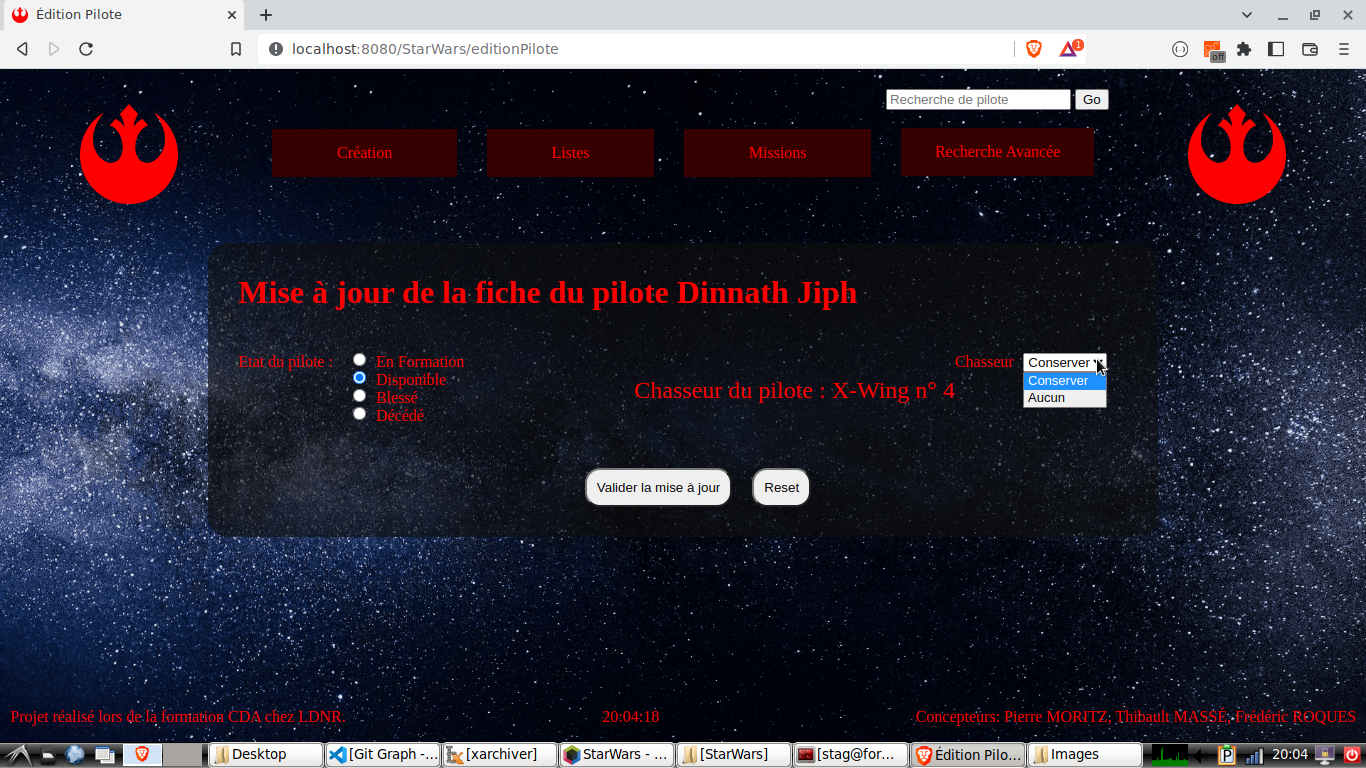 Édition Pilote
localhost:8080/StarWars/editionPilote
1
off
Recherche de pilote Go
Création Listes Missions Recherche Avancée
Mise à jour de la fiche du pilote Dinnath Jiph
Etat du pilote :
En Formation
Disponible
Blessé
Décédé
Chasseur du pilote : X-Wing n° 4
Chasseur Conserver
Conserver
Aucun
Valider la mise à jour Reset
Projet réalisé lors de la formation CDA chez LDNR. 20:04:18 Concepteurs: Pierre MORITZ, Thibault MASSÉ, Frédéric ROQUES
Desktop [Git Graph -... [xarchiver] StarWars - ... [StarWars] [stag@for... Édition Pilo... Images 20:04